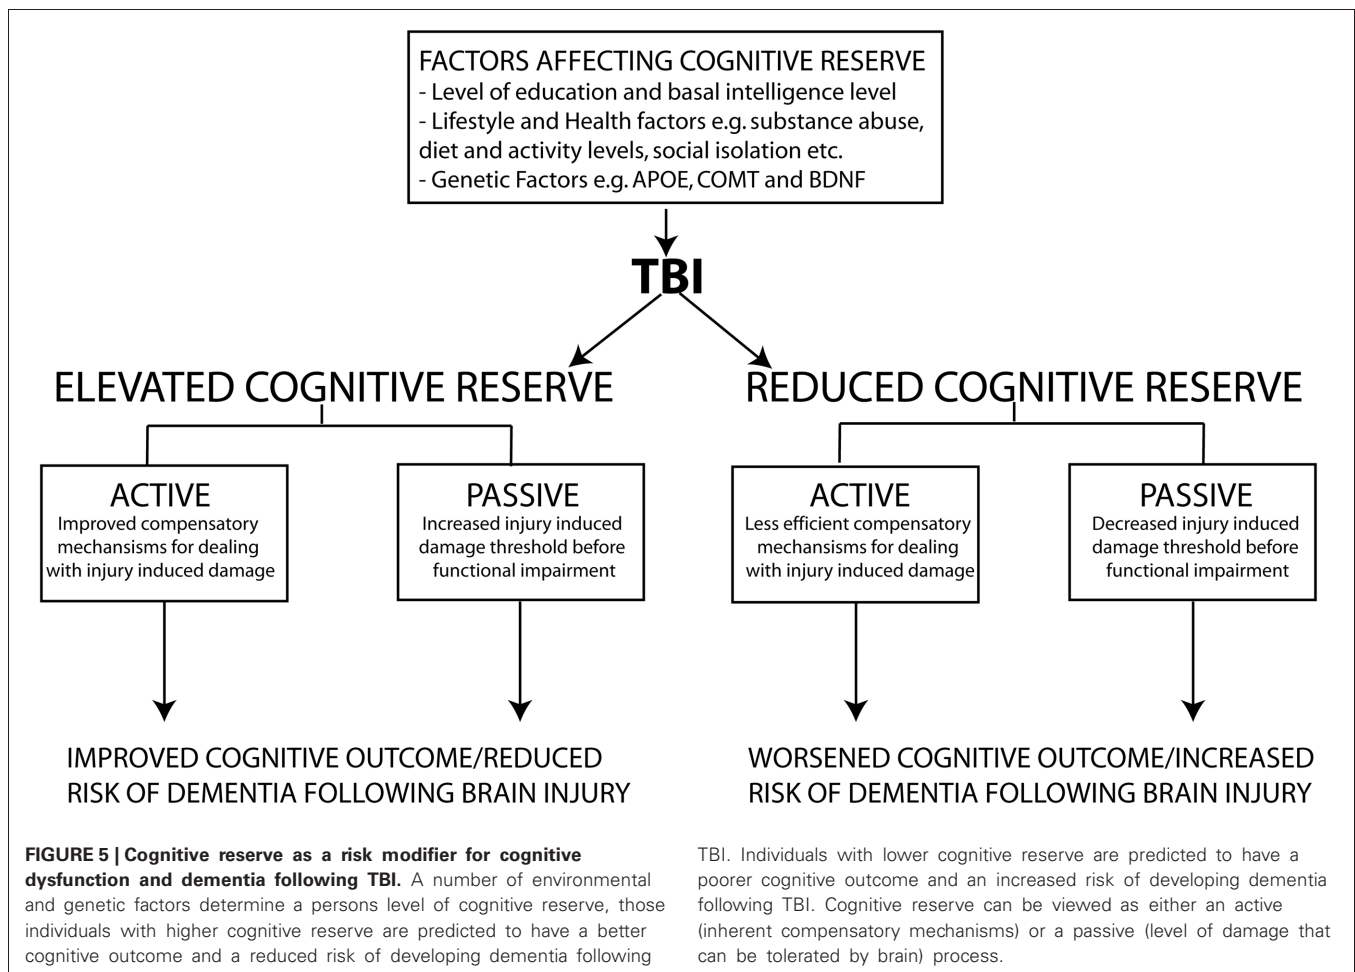 FACTORS AFFECTING COGNITIVE RESERVE
- Level of education and basal intelligence level
- Lifestyle and Health factors e.g. substance abuse,
diet and activity levels, social isolation etc.
- Genetic Factors e.g. APOE, COMT and BDNF
TBI
ELEVATED COGNITIVE RESERVE
REDUCED COGNITIVE RESERVE
ACTIVE
Improved compensatory
mechansisms for dealing
with injury induced damage
PASSIVE
Increased injury induced
damage threshold before
functional impairment
ACTIVE
Less efficient compensatory
mechansisms for dealing
with injury induced damage
PASSIVE
Decreased injury induced
damage threshold before
functional impairment
IMPROVED COGNITIVE OUTCOME/REDUCED
RISK OF DEMENTIA FOLLOWING BRAIN INJURY
WORSENED COGNITIVE OUTCOME/INCREASED
RISK OF DEMENTIA FOLLOWING BRAIN INJURY
FIGURE 5 | Cognitive reserve as a risk modifier for cognitive
dysfunction and dementia following TBI. A number of environmental
and genetic factors determine a persons level of cognitive reserve, those
individuals with higher cognitive reserve are predicted to have a better
cognitive outcome and a reduced risk of developing dementia following
TBI. Individuals with lower cognitive reserve are predicted to have a
poorer cognitive outcome and an increased risk of developing dementia
following TBI. Cognitive reserve can be viewed as either an active
(inherent compensatory mechanisms) or a passive (level of damage that
can be tolerated by brain) process.